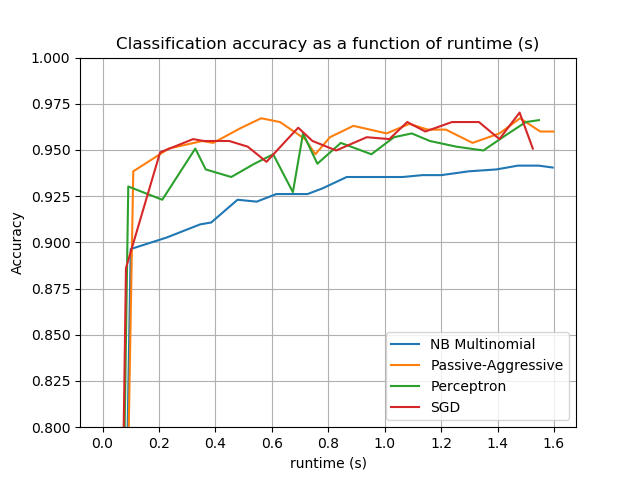 Classification accuracy as a function of runtime (s)
1.000
0.975
0.950
0.925
0.900
0.875
0.850
0.825
0.800
Accuracy
NB Multinomial
Passive-Aggressive
Perceptron
SGD
0.0 0.2 0.4 0.6 0.8 1.0 1.2 1.4 1.6
runtime (s)